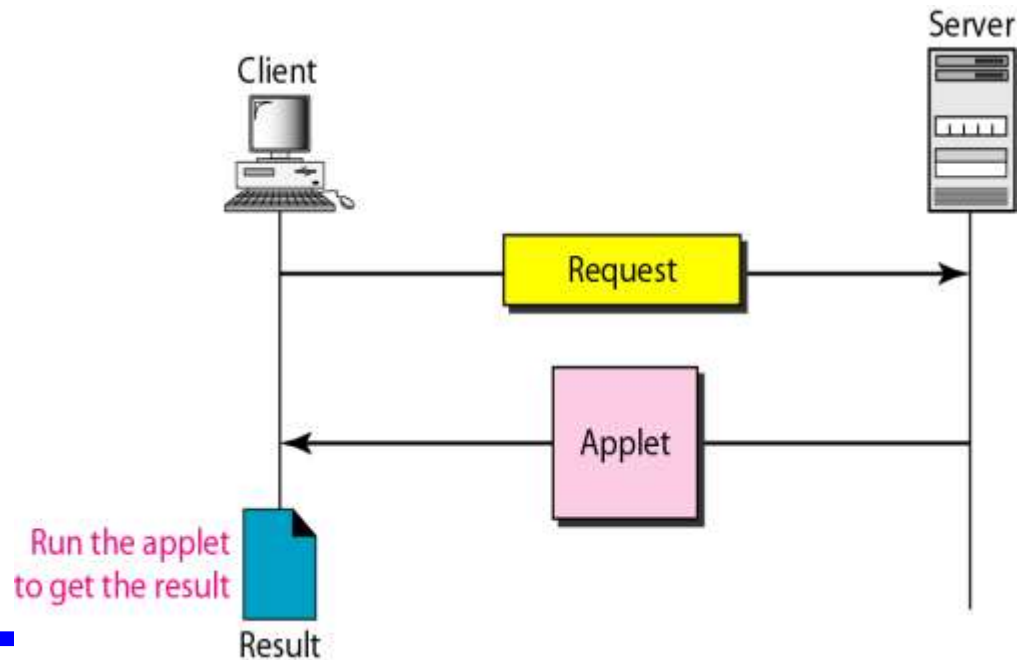 Server
Client
Request
Applet
Run the applet
to get the result
Result